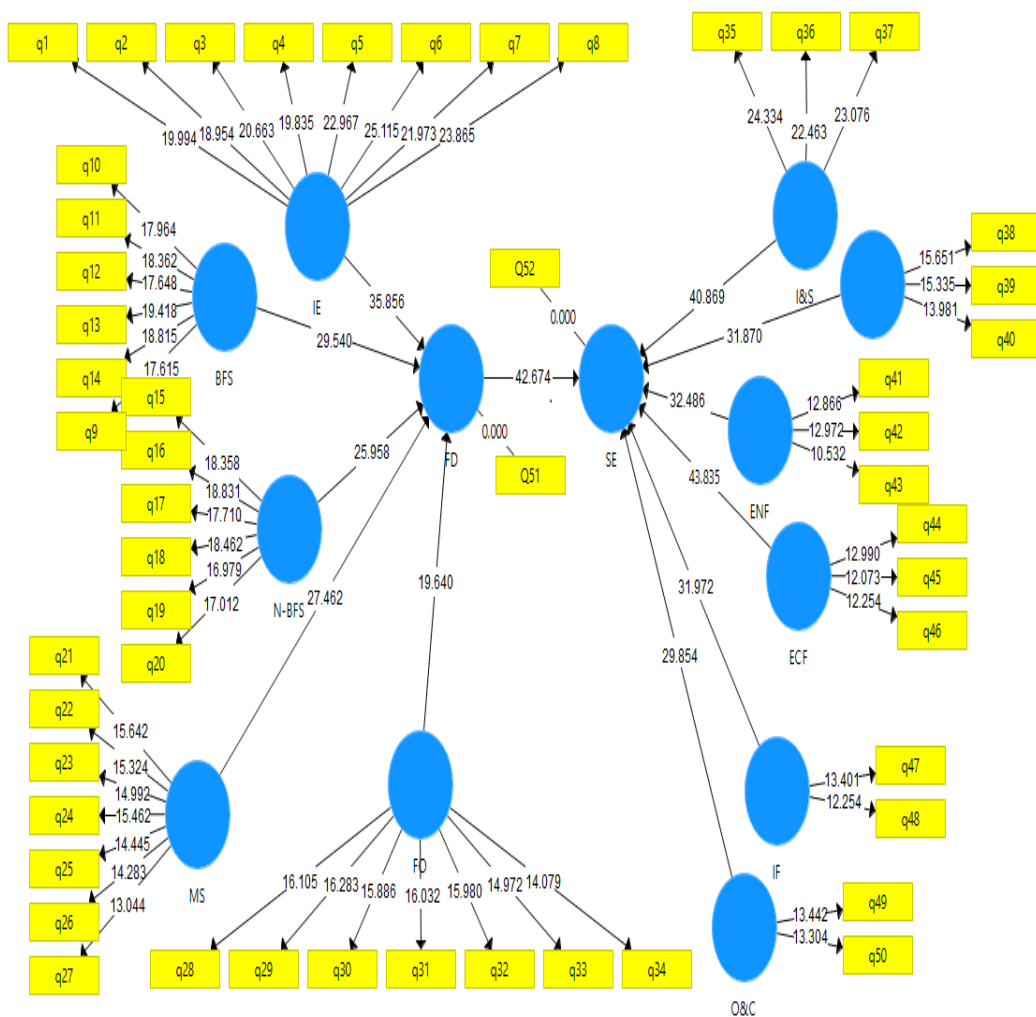 q1 q2 q3 q4 q5 q6 q7 q8
19.994 18.954 20.663 19.835 22.967 25.115 21.973 23.865
IE
q10
q11
q12
q13
q14
q9
17.964
18.362
17.648
19.418
18.815
17.615
BFS
q15
q16
q17
q18
q19
q20
18.358
18.831
17.710
18.462
16.979
17.012
N-BFS
q21
q22
q23
q24
q25
q26
q27
15.642
15.324
14.992
15.462
14.445
14.283
13.044
MS
35.856
29.540
25.958
27.462
19.640
FD
0.000
Q51
42.674
Q52
0.000
SE
FO
16.105 16.283 15.886 16.032 15.980 14.972 14.079
q28 q29 q30 q31 q32 q33 q34
q35 q36 q37
24.334 22.463 23.076
I&S
40.869
q38
q39
q40
15.651
15.335
13.981
31.870
q41
q42
q43
12.866
12.972
10.532
ENF
32.486
q44
q45
q46
12.990
12.073
12.254
ECF
43.835
q47
q48
13.401
12.254
IF
31.972
q49
q50
13.442
13.304
O&C
29.854